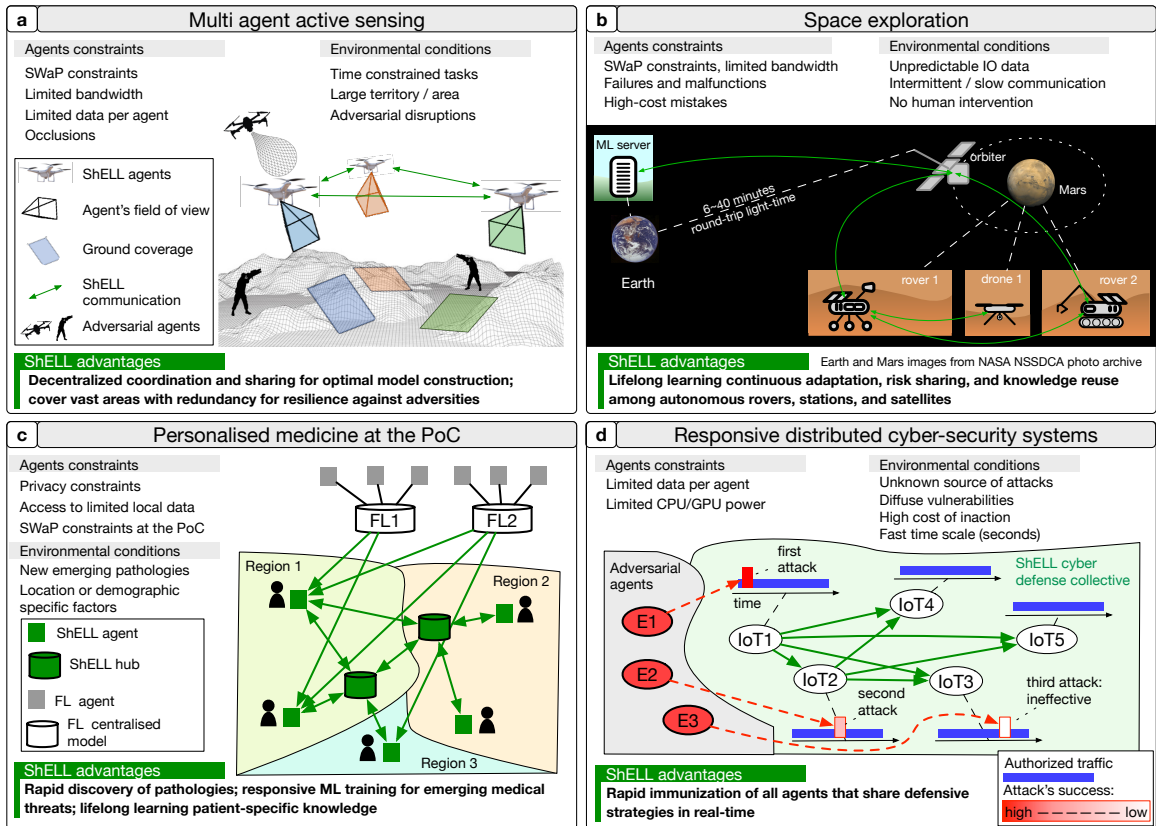 a
Multi agent active sensing
Agents constraints
SWaP constraints
Limited bandwidth
Limited data per agent
Occlusions
Environmental conditions
Time constrained tasks
Large territory / area
Adversarial disruptions
ShELL agents
Agent's field of view
Ground coverage
ShELL
communication
Adversarial agents
ShELL advantages
Decentralized coordination and sharing for optimal model construction;
cover vast areas with redundancy for resilience against adversities
b
Space exploration
Agents constraints
SWaP constraints, limited bandwidth
Failures and malfunctions
High-cost mistakes
Environmental conditions
Unpredictable IO data
Intermittent / slow communication
No human intervention
ML server
orbiter
Mars
6~40 minutes
round-trip light-time
Earth
rover 1
drone 1
rover 2
ShELL advantages
Earth and Mars images from NASA NSSDCA photo archive
Lifelong learning continuous adaptation, risk sharing, and knowledge reuse
among autonomous rovers, stations, and satellites
c
Personalised medicine at the PoC
Agents constraints
Privacy constraints
Access to limited local data
SWaP constraints at the PoC
Environmental conditions
New emerging pathologies
Location or demographic
specific factors
ShELL agent
ShELL hub
FL agent
FL centralised
model
FL1
FL2
Region 1
Region 2
Region 3
ShELL advantages
Rapid discovery of pathologies; responsive ML training for emerging medical
threats; lifelong learning patient-specific knowledge
d
Responsive distributed cyber-security systems
Agents constraints
Limited data per agent
Limited CPU/GPU power
Environmental conditions
Unknown source of attacks
Diffuse vulnerabilities
High cost of inaction
Fast time scale (seconds)
Adversarial
agents
first
attack
time
ShELL cyber
defense collective
E1
E2
E3
IoT1
IoT2
IoT3
IoT4
IoT5
second
attack
third attack:
ineffective
ShELL advantages
Rapid immunization of all agents that share defensive
strategies in real-time
Authorized traffic
Attack's success:
high – – – – – – low